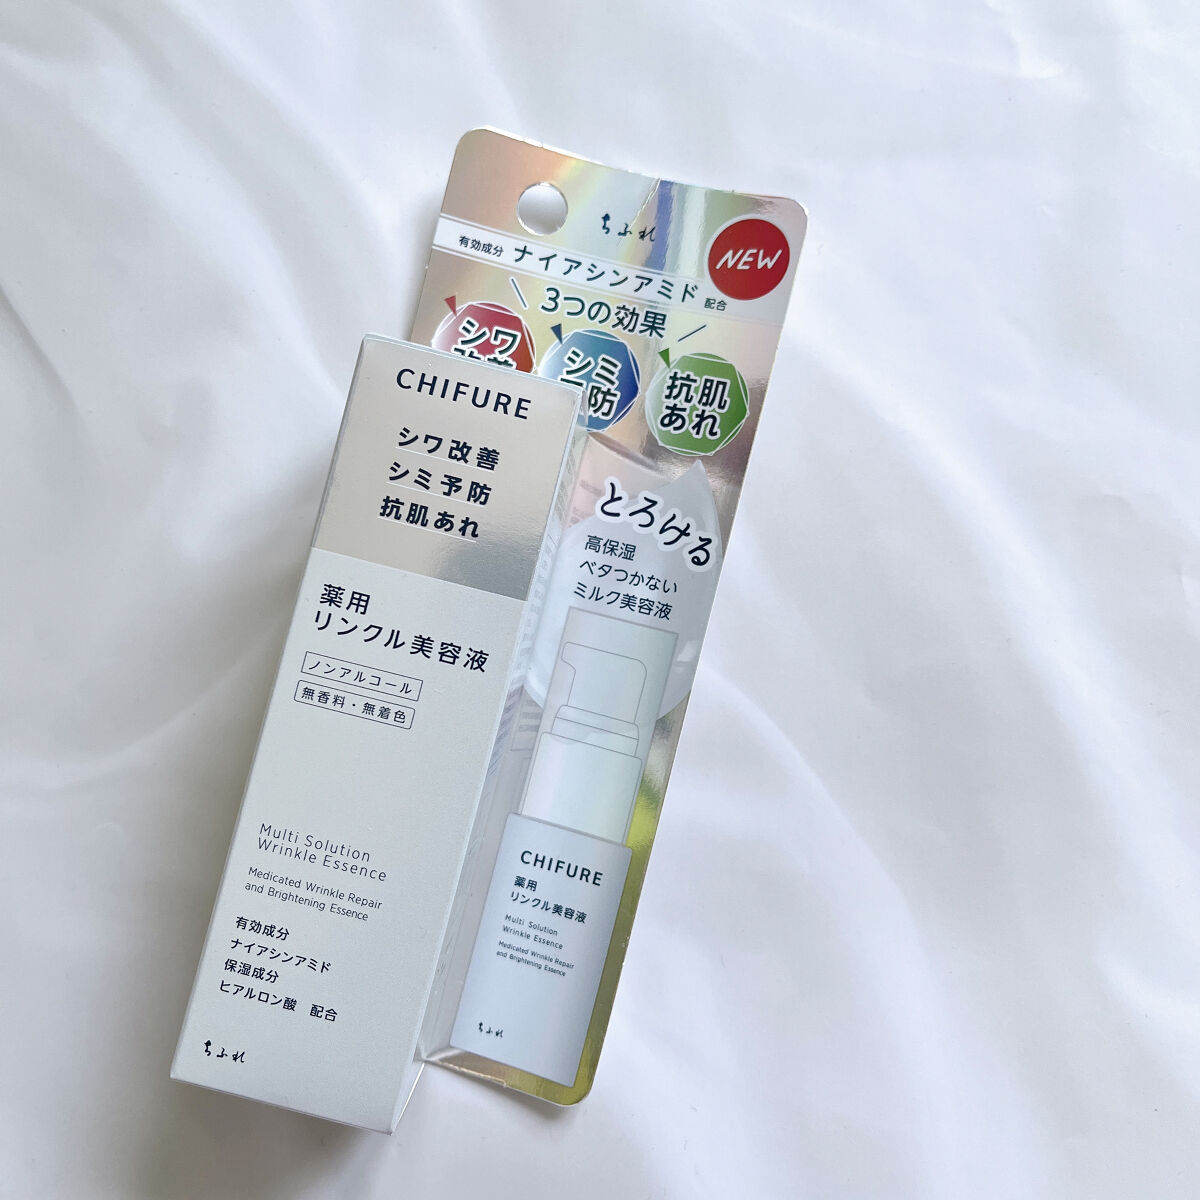 ちふれ
NEW
有効成分 ナイアシンアミド 配合
3つの効果
シワ
シミ
防
抗肌
あれ
とろける
高保湿
ベタつかない
ミルク美容液
CHIFURE
薬用
リンクル美容液
Multi Solution
Wrinkle Essence
Medicated Wrinkle Repair
and Brightening Essence
ちふれ
CHIFURE
シワ改善
シミ予防
抗肌あれ
薬用
リンクル美容液
ノンアルコール
無香料・無着色
Multi Solution
Wrinkle Essence
Medicated Wrinkle Repair
and Brightening Essence
有効成分
ナイアシンアミド
保湿成分
ヒアルロン酸 配合
ちふれ